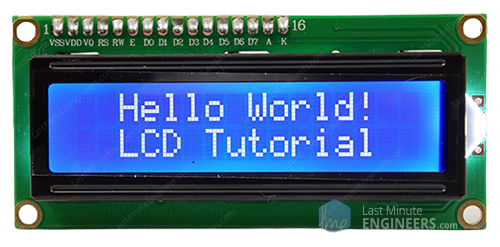 1 16
VSS VDD V0 RS RW E D0 D1 D2 D3 D4 D5 D6 D7 A K
Hello World!
LCD Tutorial
Last Minute
ENGINEERS.com